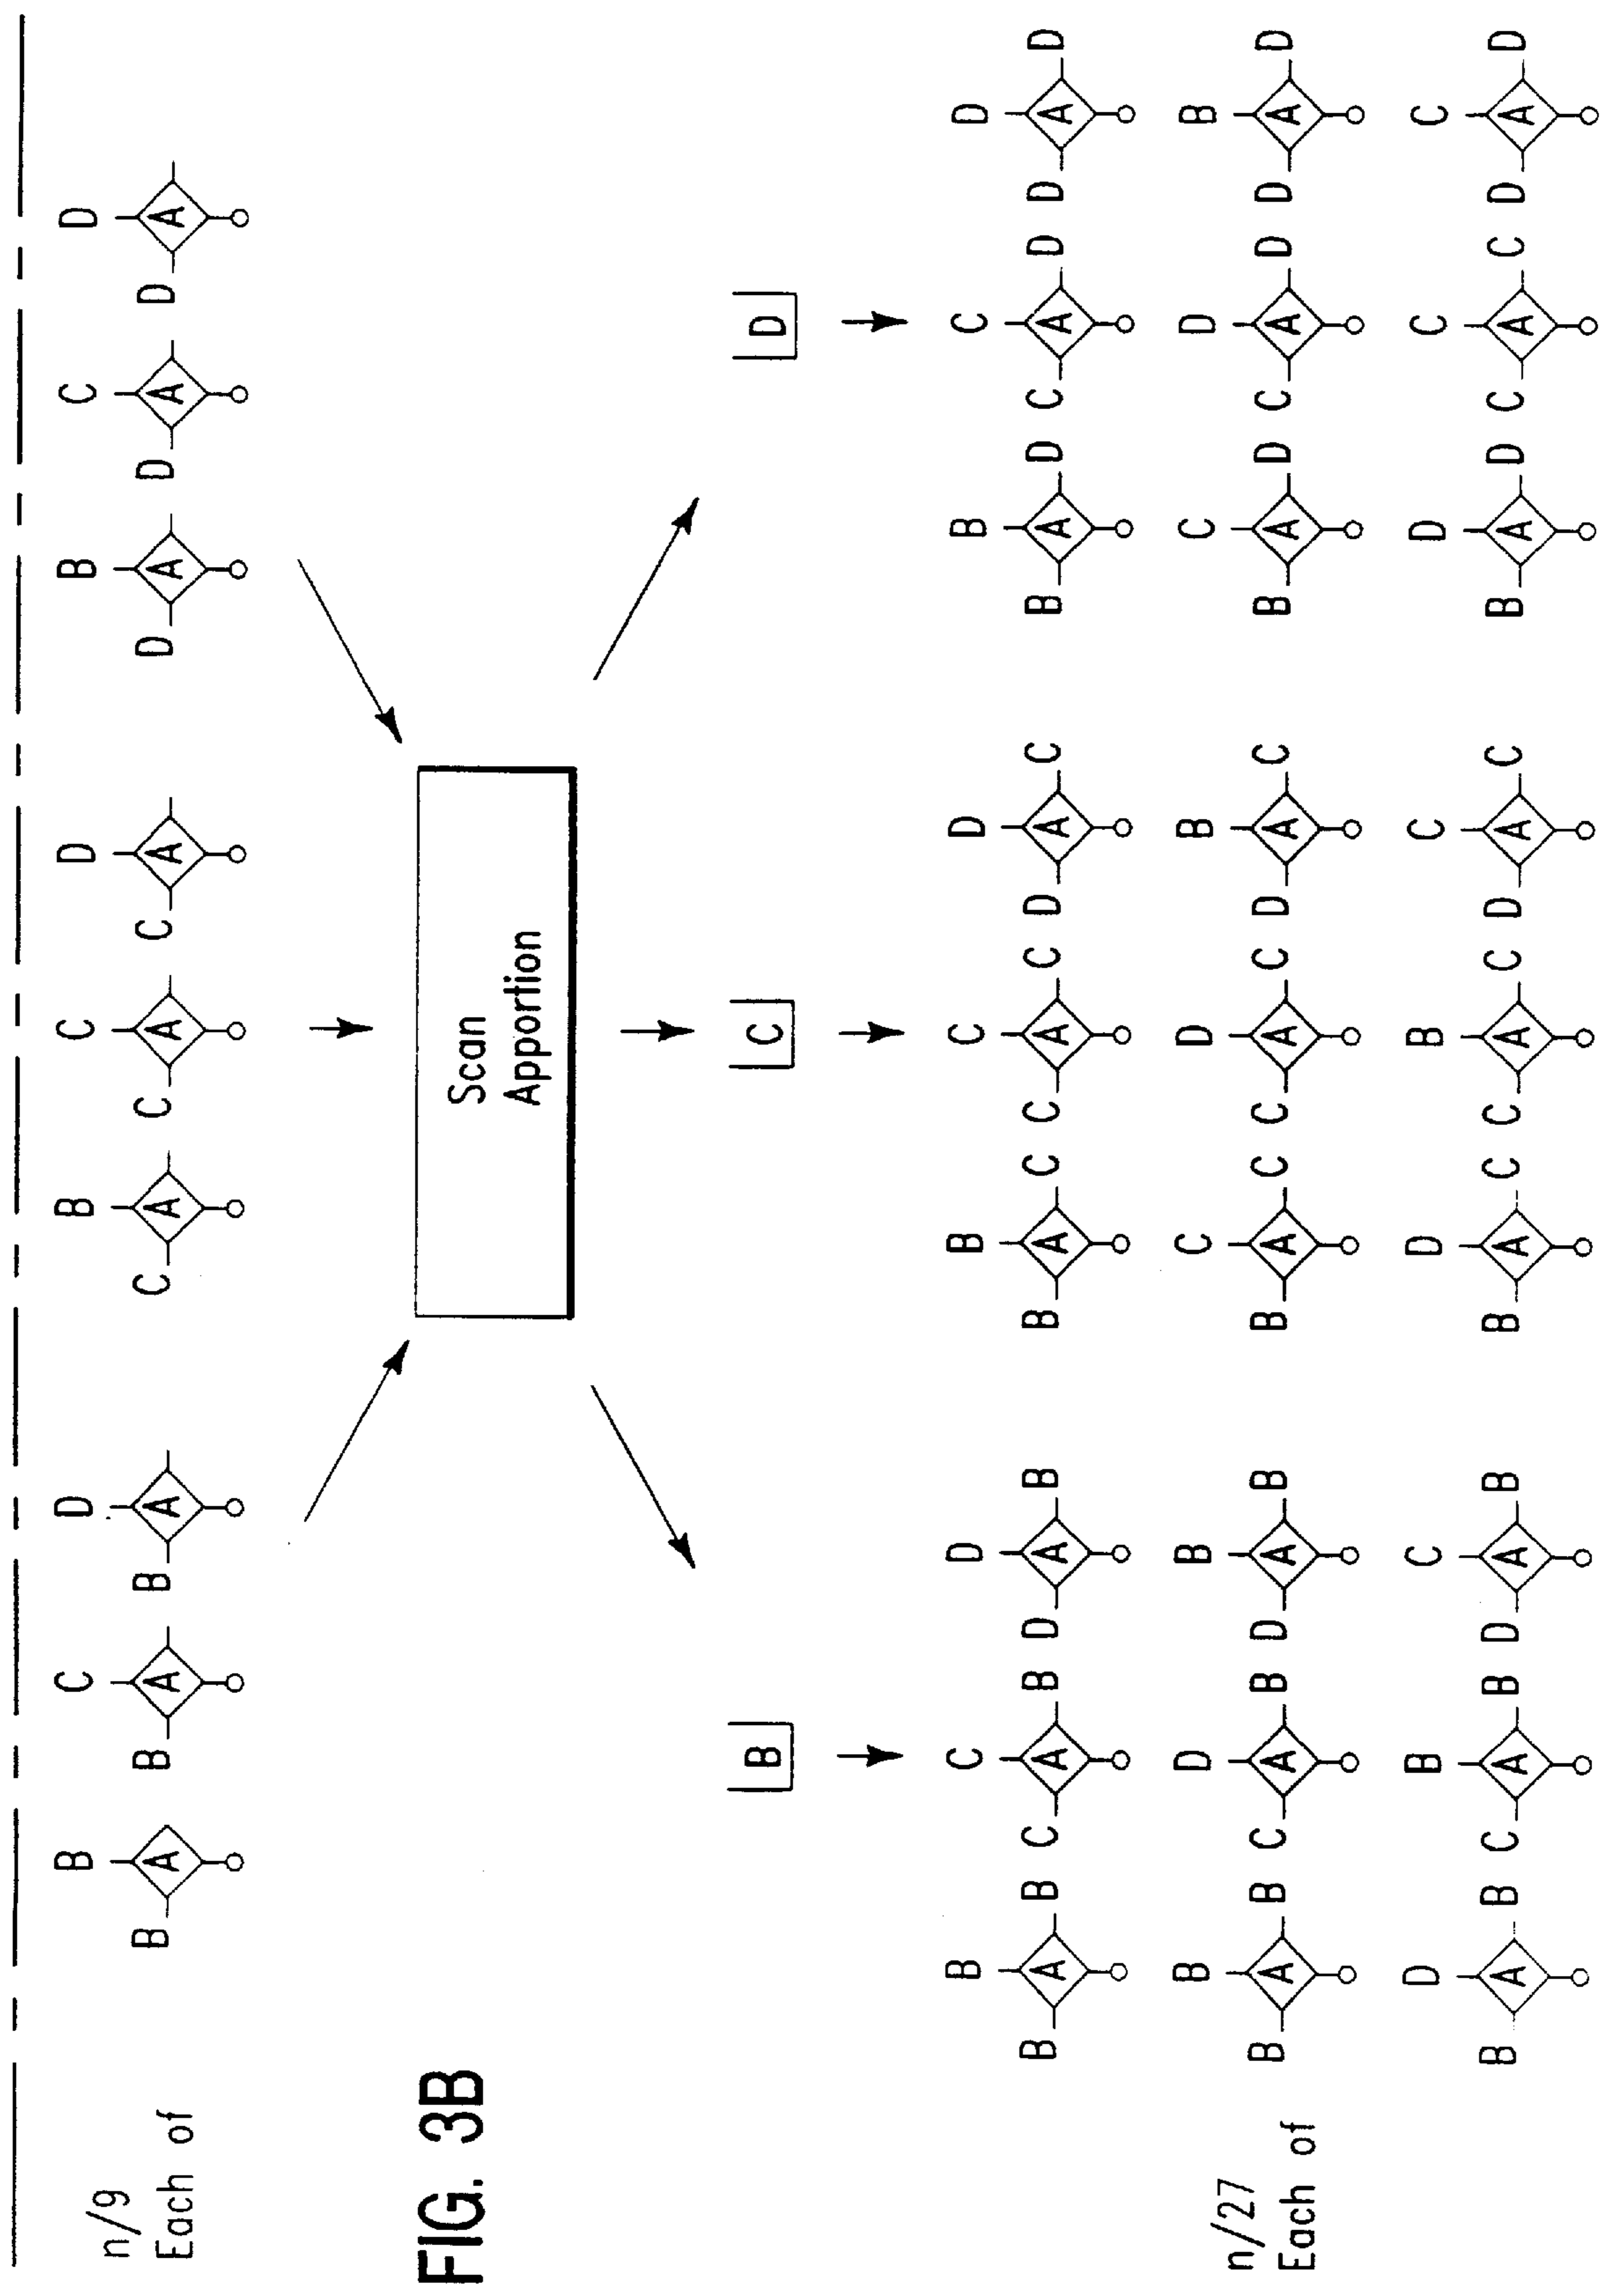 B C D B C D B C D
n/9
Each of
B A B A B A C A C A C A D A D A D A
FIG. 3B
Scan
Apportion
B C D
B C D B C D B C D
B A B C A B D A B B A C C A C D A C B A D C A D D A D
n/27
Each of
B D B C D B C D B
B A B C A B D A B B A C C A C D A C B A D C A D D A D
D B C D B C D C C
B A B C A B D A B B A C C A C D A C B A D C A C D A D